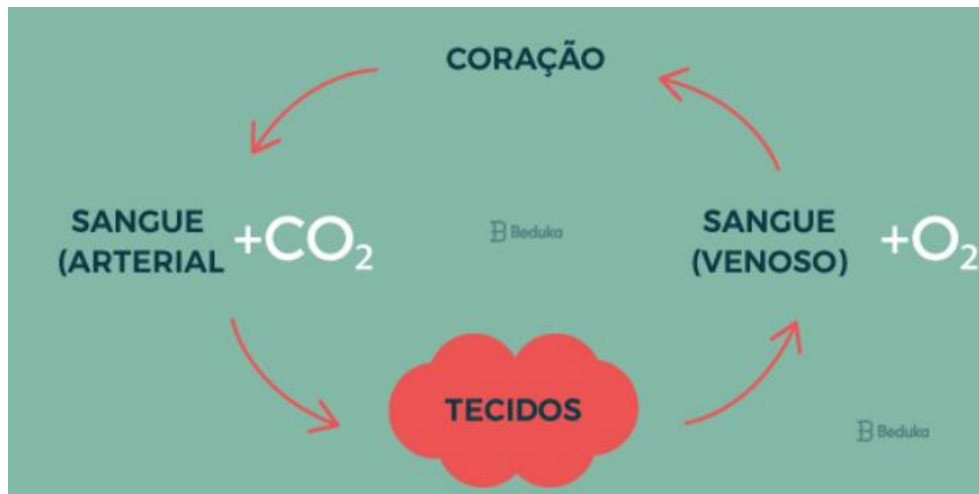 CORAÇÃO
SANGUE
(ARTERIAL
+CO₂
Beduka
SANGUE
(VENOSO)
+O₂
TECIDOS
Beduka